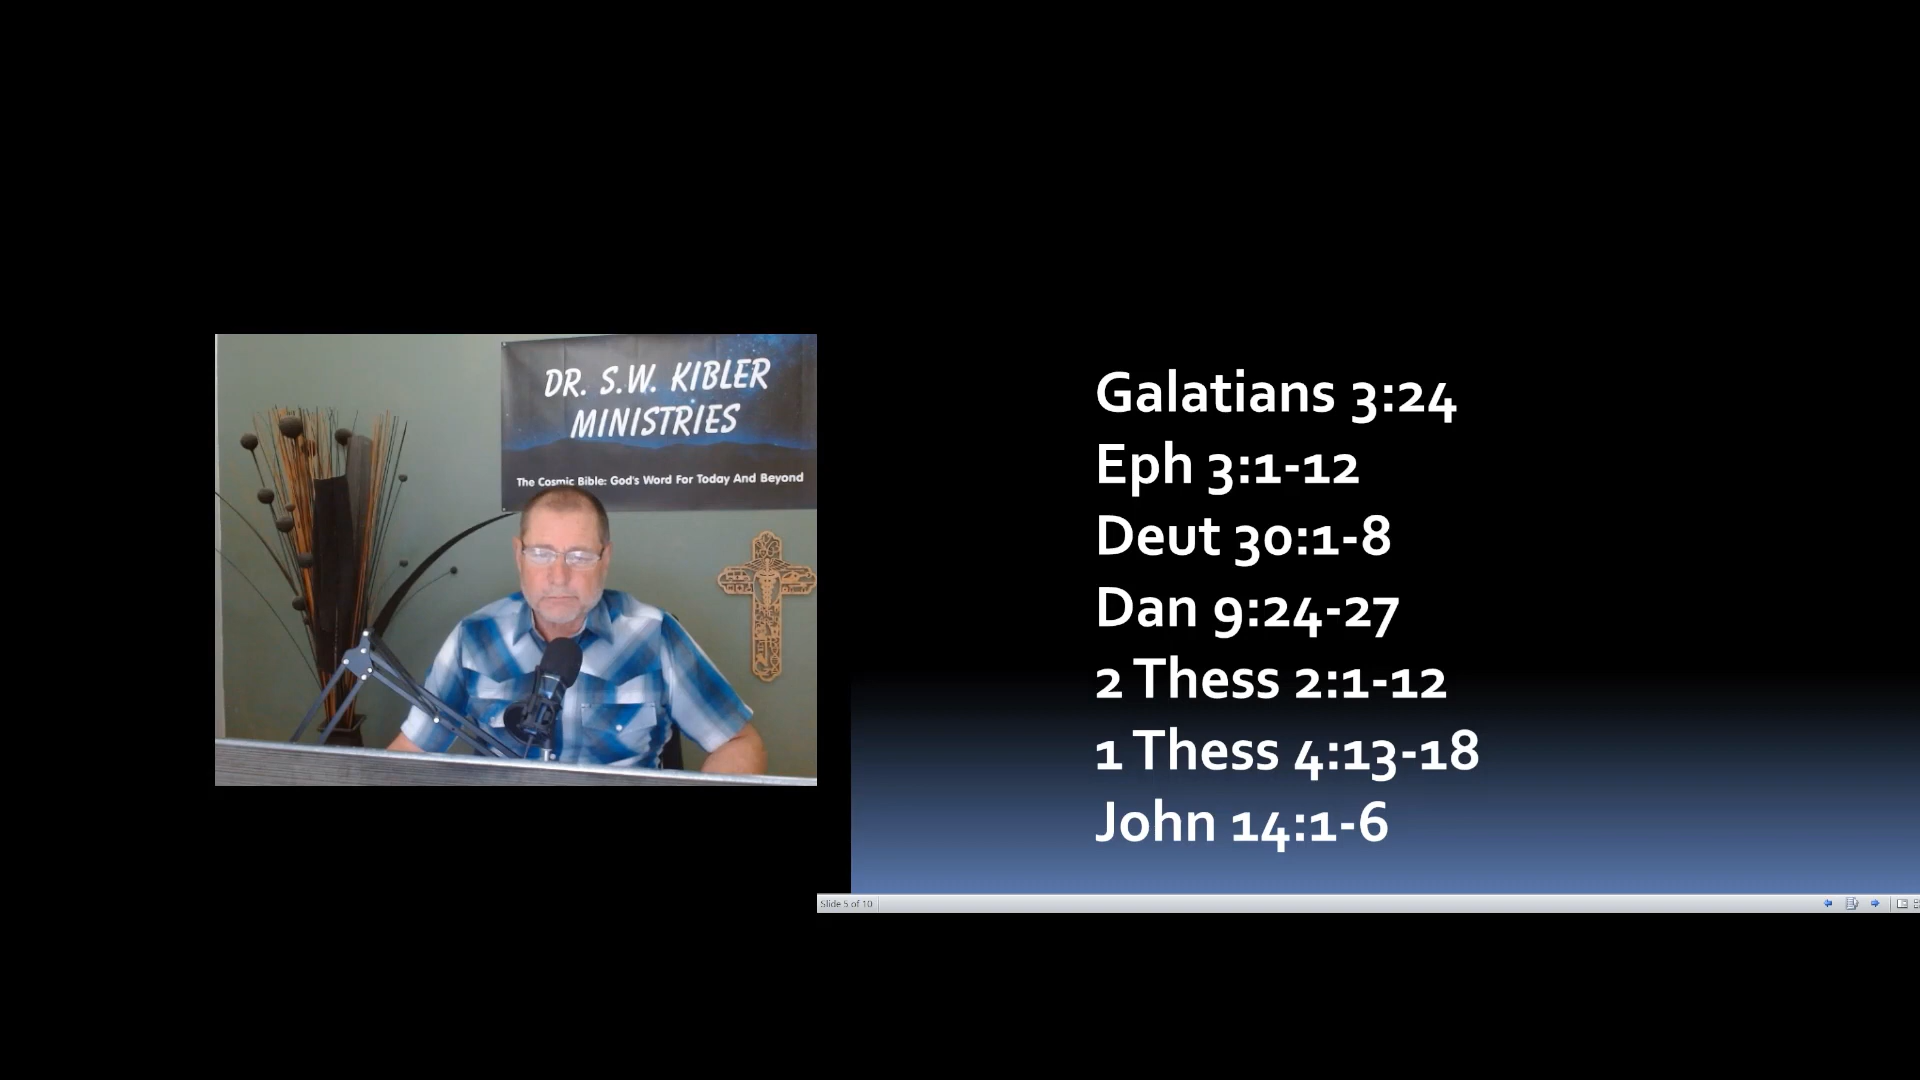 DR. S.W. KIBLER
MINISTRIES
The Cosmic Bible: God's Word For Today And Beyond
Galatians 3:24
Eph 3:1-12
Deut 30:1-8
Dan 9:24-27
2 Thess 2:1-12
1 Thess 4:13-18
John 14:1-6
Slide 5 of 10